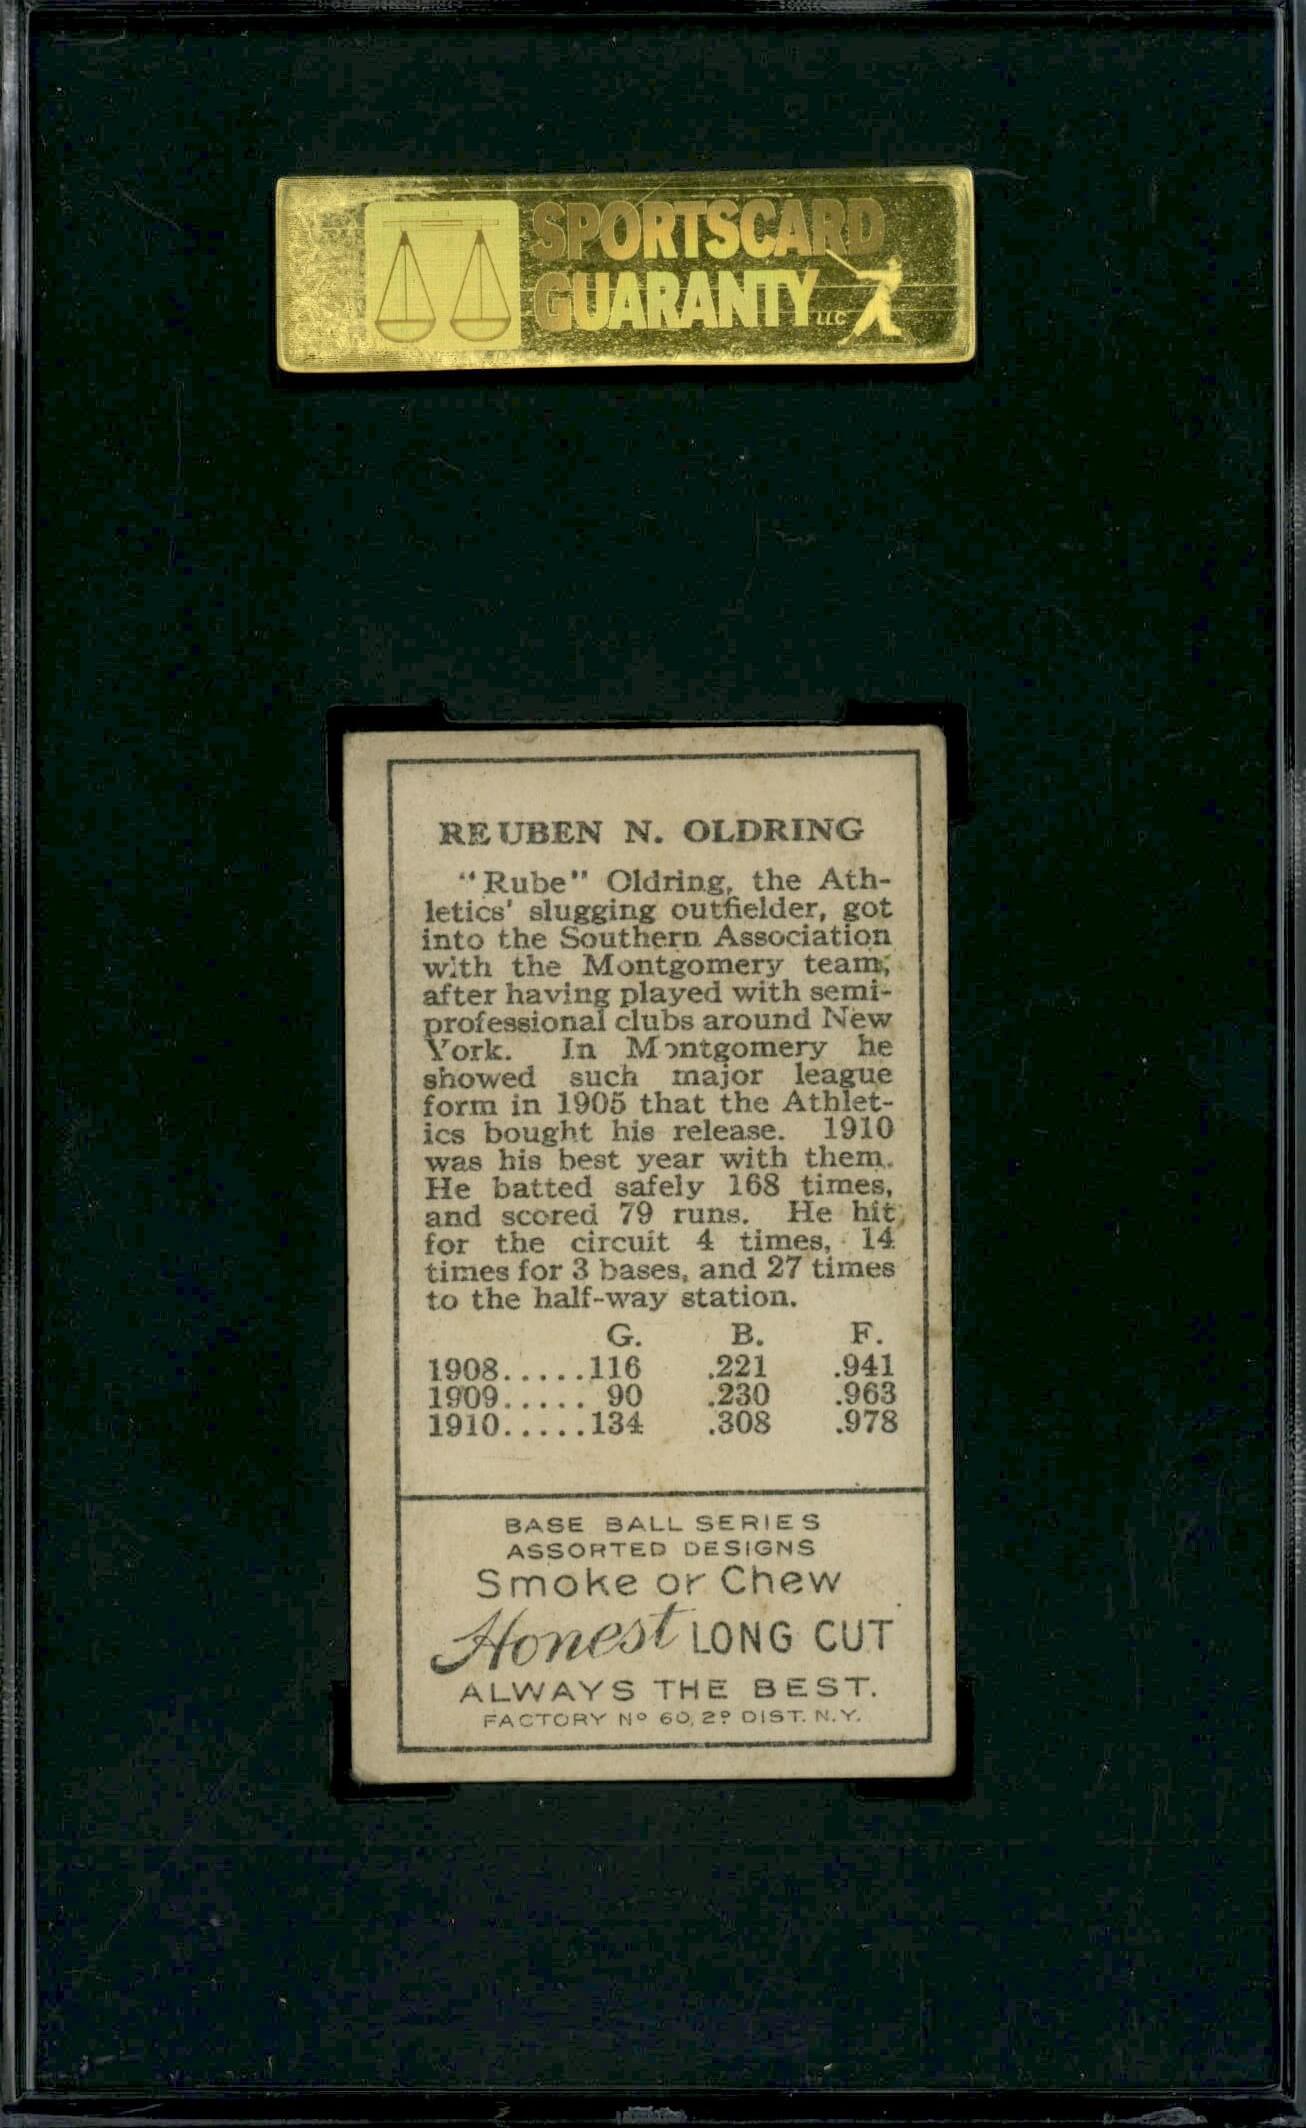 SPORTSCARD
GUARANTY LLC
REUBEN N. OLDRING
"Rube" Oldring, the Ath-
letics' slugging outfielder, got
into the Southern Association
with the Montgomery team,
after having played with semi-
professional clubs around New
York. In Montgomery he
showed such major league
form in 1905 that the Athlet-
ics bought his release. 1910
was his best year with them.
He batted safely 168 times,
and scored 79 runs. He hit
for the circuit 4 times, 14
times for 3 bases, and 27 times
to the half-way station.
G. B. F.
1908......116 .221 .941
1909..... 90 .230 .963
1910.....134 .308 .978
BASE BALL SERIES
ASSORTED DESIGNS
Smoke or Chew
Honest LONG CUT
ALWAYS THE BEST.
FACTORY Nº 60, 2º DIST. N.Y.